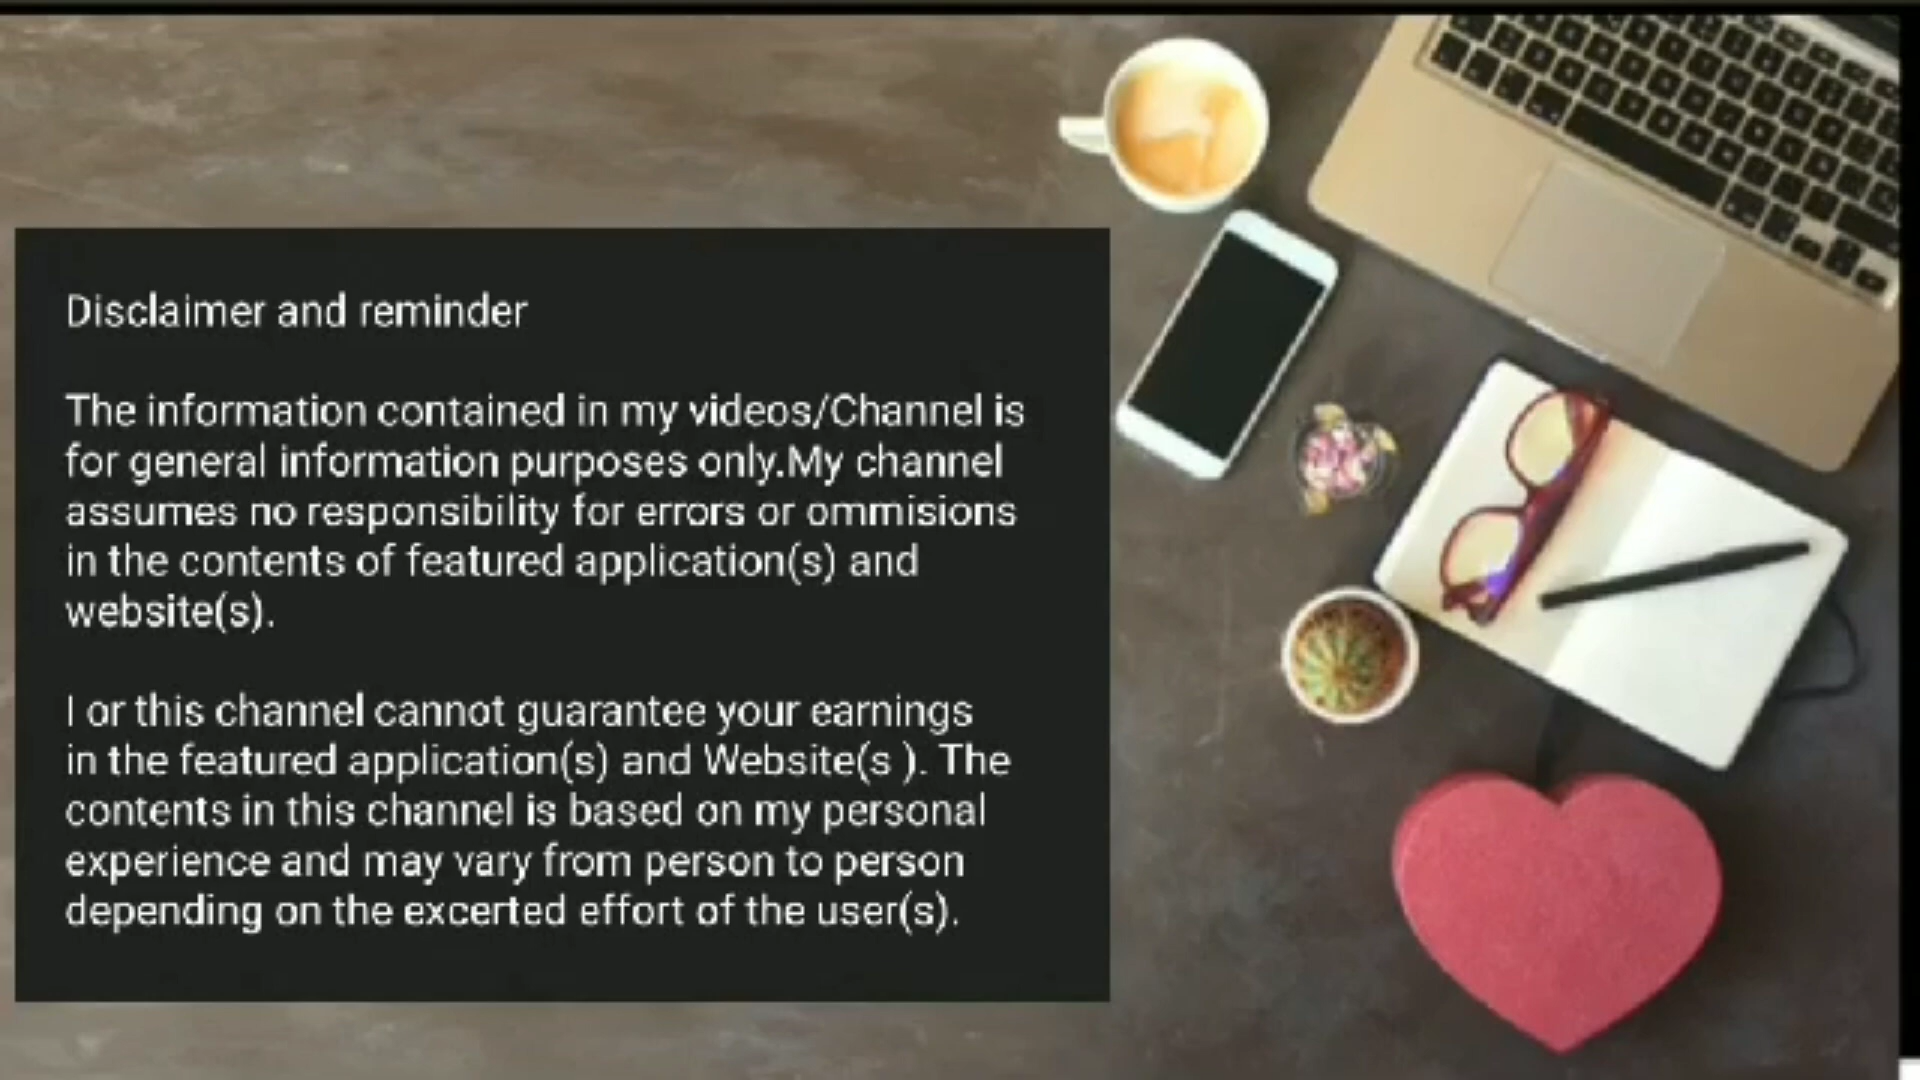 Disclaimer and reminder
The information contained in my videos/Channel is
for general information purposes only.My channel
assumes no responsibility for errors or ommisions
in the contents of featured application(s) and
website(s).
I or this channel cannot guarantee your earnings
in the featured application(s) and Website(s ). The
contents in this channel is based on my personal
experience and may vary from person to person
depending on the excerted effort of the user(s).